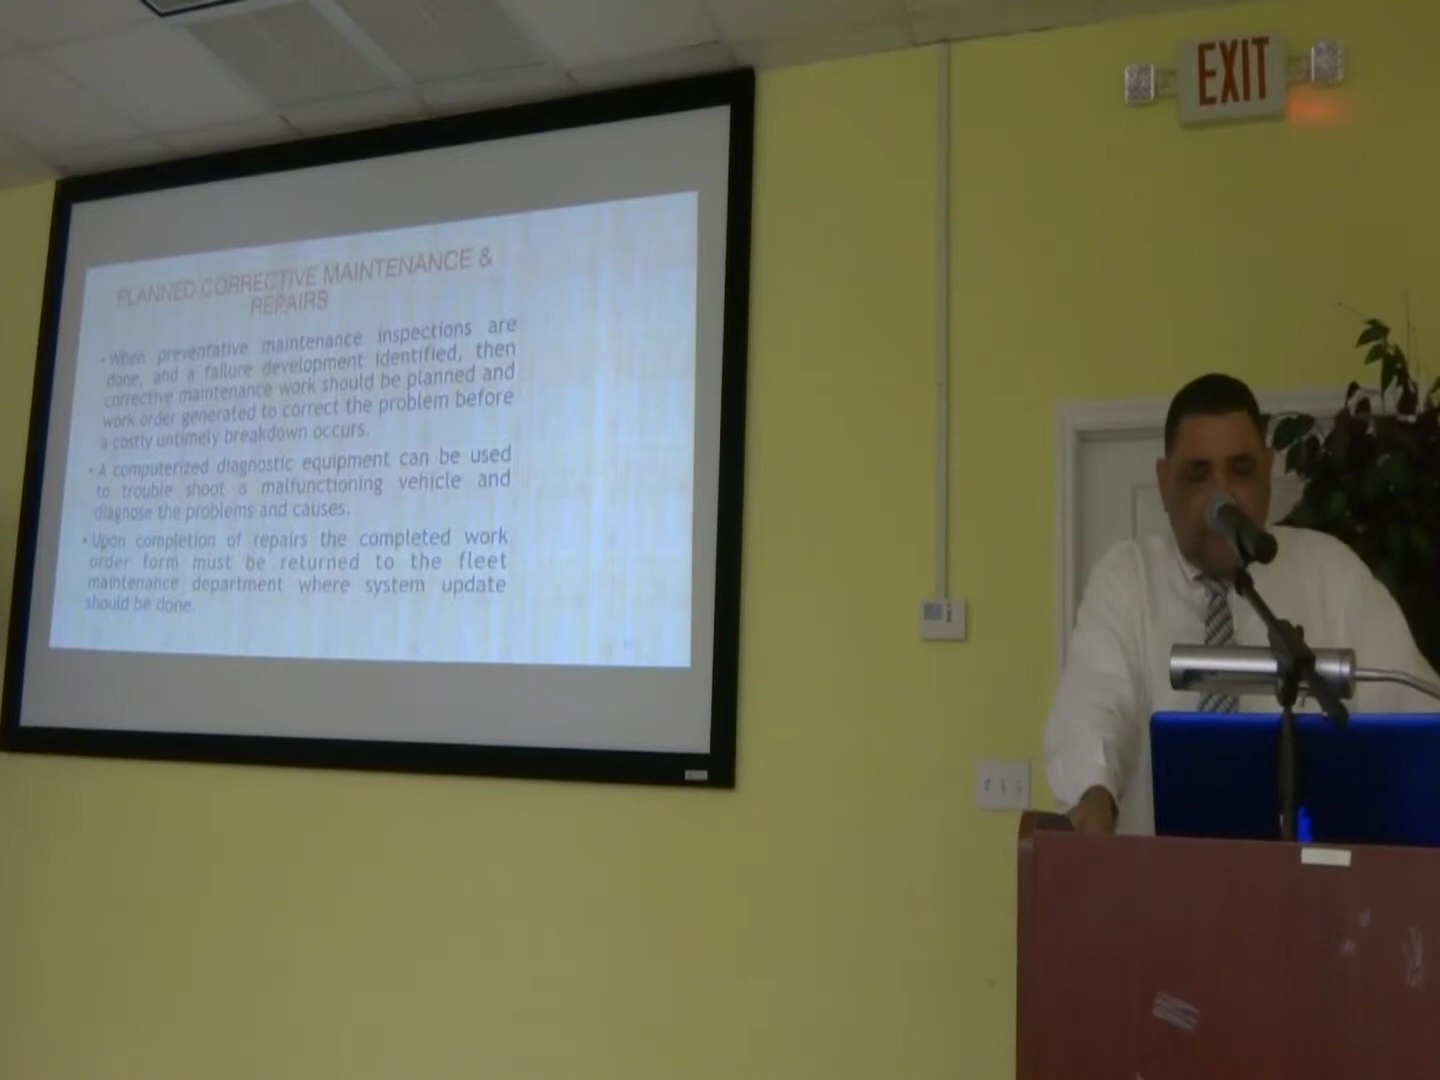 EXIT
PLANNED CORRECTIVE MAINTENANCE &
REPAIRS
• When preventative maintenance inspections are
done, and a failure development identified, then
corrective maintenance work should be planned and
work order generated to correct the problem before
a costly untimely breakdown occurs.
• A computerized diagnostic equipment can be used
to trouble shoot a malfunctioning vehicle and
diagnose the problems and causes.
• Upon completion of repairs the completed work
order form must be returned to the fleet
maintenance department where system update
should be done.